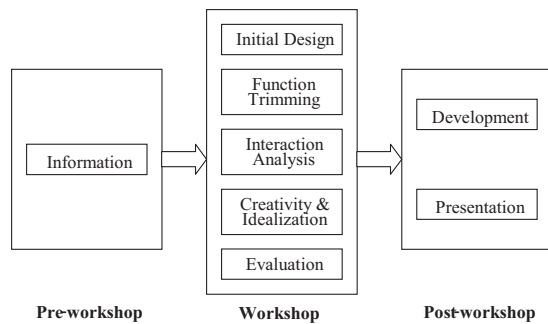 Information
Pre-workshop
Initial Design
Function
Trimming
Interaction
Analysis
Creativity &
Idealization
Evaluation
Workshop
Development
Presentation
Post-workshop